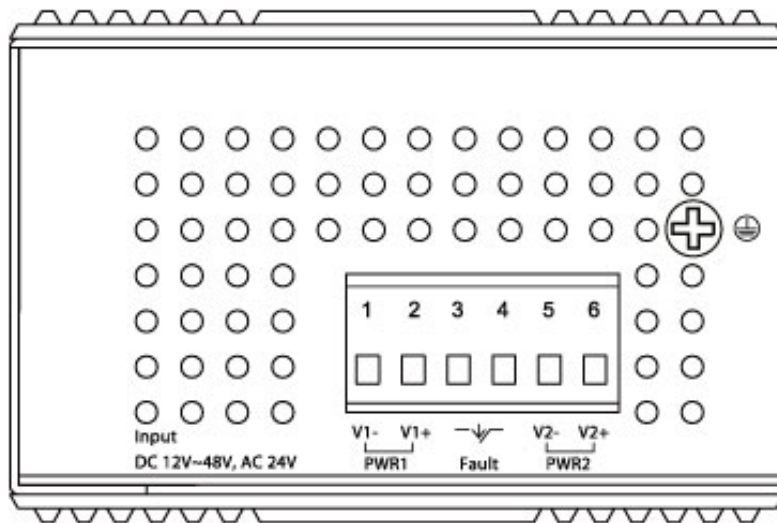 1 2 3 4 5 6
V1- V1+ V2- V2+
PWR1 Fault PWR2
Input
DC 12V~48V, AC 24V